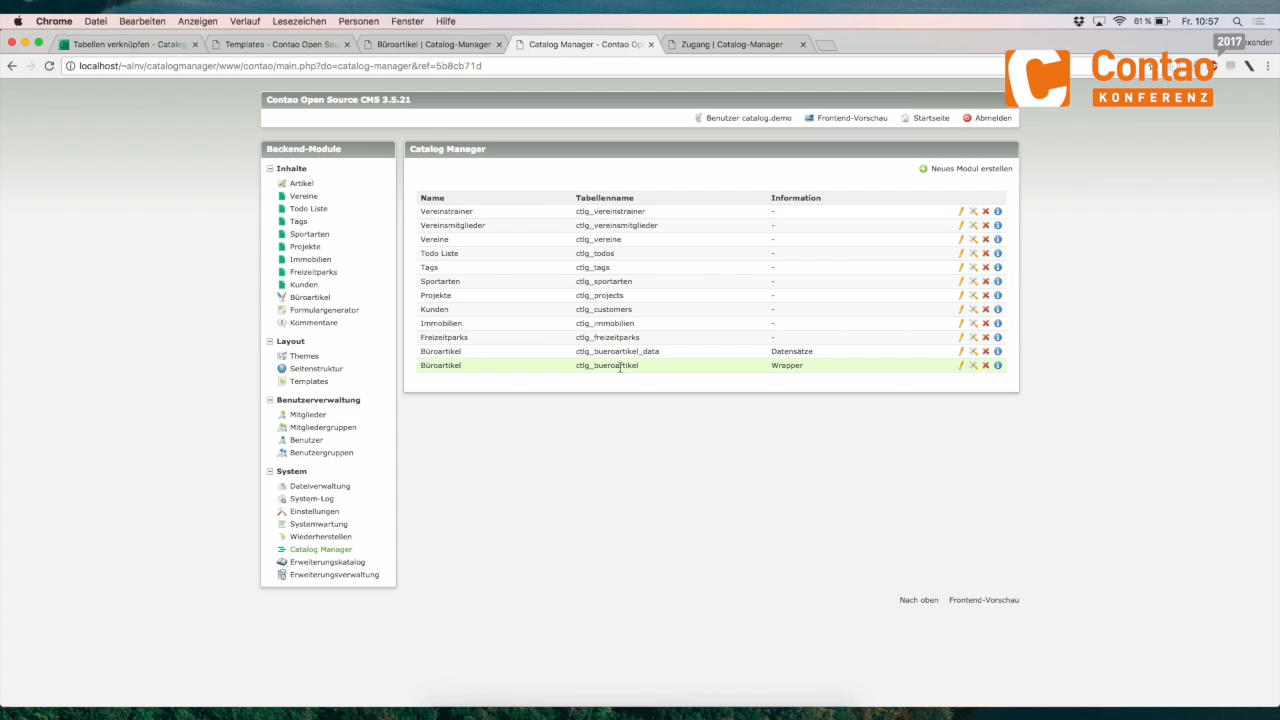 Chrome Datei Bearbeiten Anzeigen Verlauf Lesezeichen Personen Fenster Hilfe 61 % Fr. 10:57
Tabellen verknüpfen - Catalog Templates - Contao Open Sou Büroartikel | Catalog-Manager Catalog Manager - Contao Op Zugang | Catalog-Manager
localhost/~alnv/catalogmanager/www/contao/main.php?do=catalog-manager&ref=5b8cb71d
2017
Contao
KONFERENZ
Contao Open Source CMS 3.5.21
Benutzer catalog.demo Frontend-Vorschau Startseite Abmelden
Backend-Module
Inhalte
Artikel
Vereine
Todo Liste
Tags
Sportarten
Projekte
Immobilien
Freizeitparks
Kunden
Büroartikel
Formulargenerator
Kommentare
Layout
Themes
Seitenstruktur
Templates
Benutzerverwaltung
Mitglieder
Mitgliedergruppen
Benutzer
Benutzergruppen
System
Dateiverwaltung
System-Log
Einstellungen
Systemwartung
Wiederherstellen
Catalog Manager
Erweiterungskatalog
Erweiterungsverwaltung
Catalog Manager
Neues Modul erstellen
Name Tabellenname Information
Vereinstrainer ctlg_vereinstrainer -
Vereinsmitglieder ctlg_vereinsmitglieder -
Vereine ctlg_vereine -
Todo Liste ctlg_todos -
Tags ctlg_tags -
Sportarten ctlg_sportarten -
Projekte ctlg_projects -
Kunden ctlg_customers -
Immobilien ctlg_immobilien -
Freizeitparks ctlg_freizeitparks -
Büroartikel ctlg_bueroartikel_data Datensätze
Büroartikel ctlg_bueroartikel Wrapper
Nach oben Frontend-Vorschau